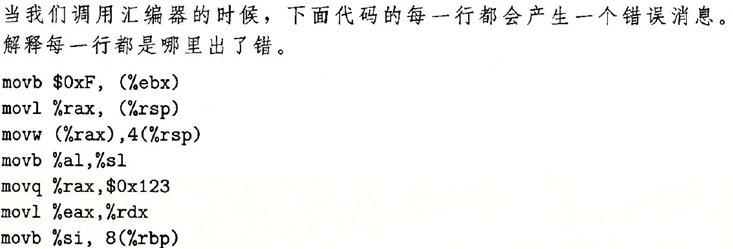 当我们调用汇编器的时候，下面代码的每一行都会产生一个错误消息。
解释每一行都是哪里出了错。
movb $0xF, (%ebx)
movl %rax, (%rsp)
movw (%rax),4(%rsp)
movb %al,%sl
movq %rax,$0x123
movl %eax,%rdx
movb %si, 8(%rbp)